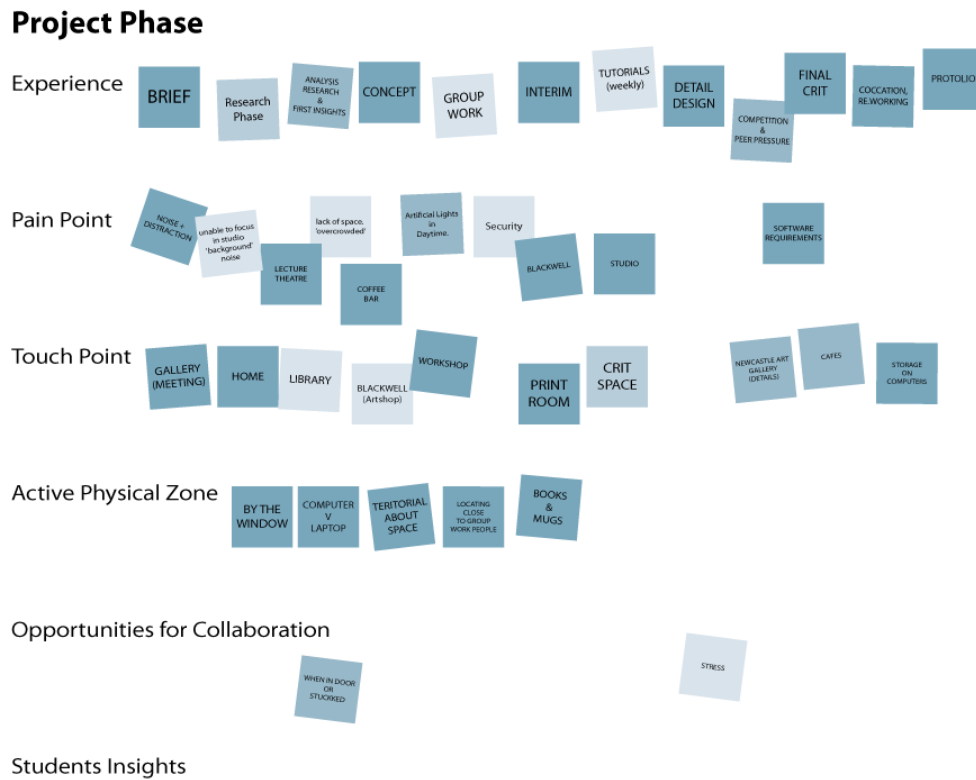 Project Phase
Experience
BRIEF
Research
Phase
ANALYSIS
RESEARCH
&
FIRST INSIGHTS
CONCEPT
GROUP
WORK
INTERIM
TUTORIALS
(weekly)
DETAIL
DESIGN
COMPETITION
&
PEER PRESSURE
FINAL
CRIT
COCCATION,
RE.WORKING
PROTOLIO
Pain Point
NOISE +
DISTRACTION
unable to focus
in studio
'background'
noise
LECTURE
THEATRE
lack of space.
'overcrowded'
COFFEE
BAR
Artificial Lights
in
Daytime.
Security
BLACKWELL
STUDIO
SOFTWARE
REQUIREMENTS
Touch Point
GALLERY
(MEETING)
HOME
LIBRARY
BLACKWELL
(Artshop)
WORKSHOP
PRINT
ROOM
CRIT
SPACE
NEWCASTLE ART
GALLERY
(DETAILS)
CAFES
STORAGE
ON
COMPUTERS
Active Physical Zone
BY THE
WINDOW
COMPUTER
V
LAPTOP
TERITORIAL
ABOUT
SPACE
LOCATING
CLOSE
TO GROUP
WORK PEOPLE
BOOKS
&
MUGS
Opportunities for Collaboration
WHEN IN DOOR
OR
STUCKKED
STRESS
Students Insights